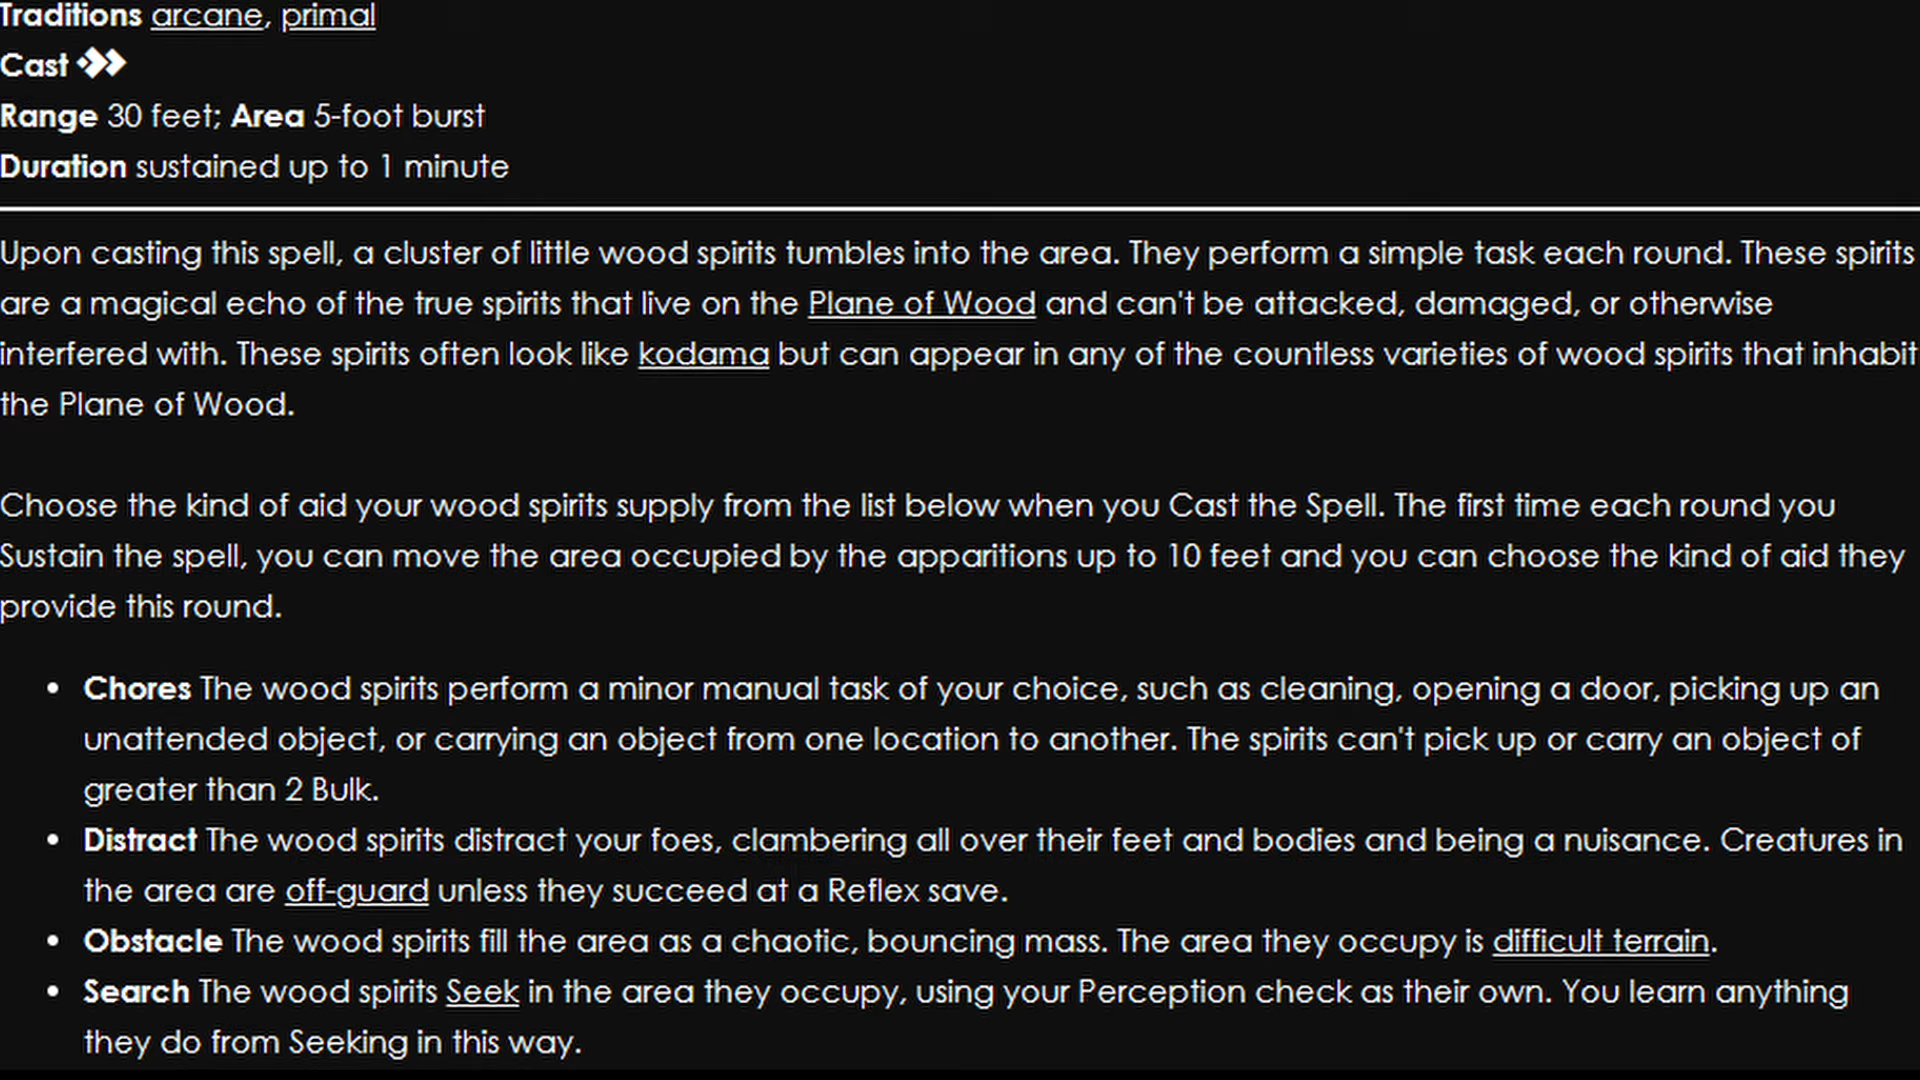 Traditions arcane, primal
Cast
Range 30 feet; Area 5-foot burst
Duration sustained up to 1 minute
Upon casting this spell, a cluster of little wood spirits tumbles into the area. They perform a simple task each round. These spirits
are a magical echo of the true spirits that live on the Plane of Wood and can't be attacked, damaged, or otherwise
interfered with. These spirits often look like kodama but can appear in any of the countless varieties of wood spirits that inhabit
the Plane of Wood.
Choose the kind of aid your wood spirits supply from the list below when you Cast the Spell. The first time each round you
Sustain the spell, you can move the area occupied by the apparitions up to 10 feet and you can choose the kind of aid they
provide this round.
• Chores The wood spirits perform a minor manual task of your choice, such as cleaning, opening a door, picking up an
unattended object, or carrying an object from one location to another. The spirits can't pick up or carry an object of
greater than 2 Bulk.
• Distract The wood spirits distract your foes, clambering all over their feet and bodies and being a nuisance. Creatures in
the area are off-guard unless they succeed at a Reflex save.
• Obstacle The wood spirits fill the area as a chaotic, bouncing mass. The area they occupy is difficult terrain.
• Search The wood spirits Seek in the area they occupy, using your Perception check as their own. You learn anything
they do from Seeking in this way.